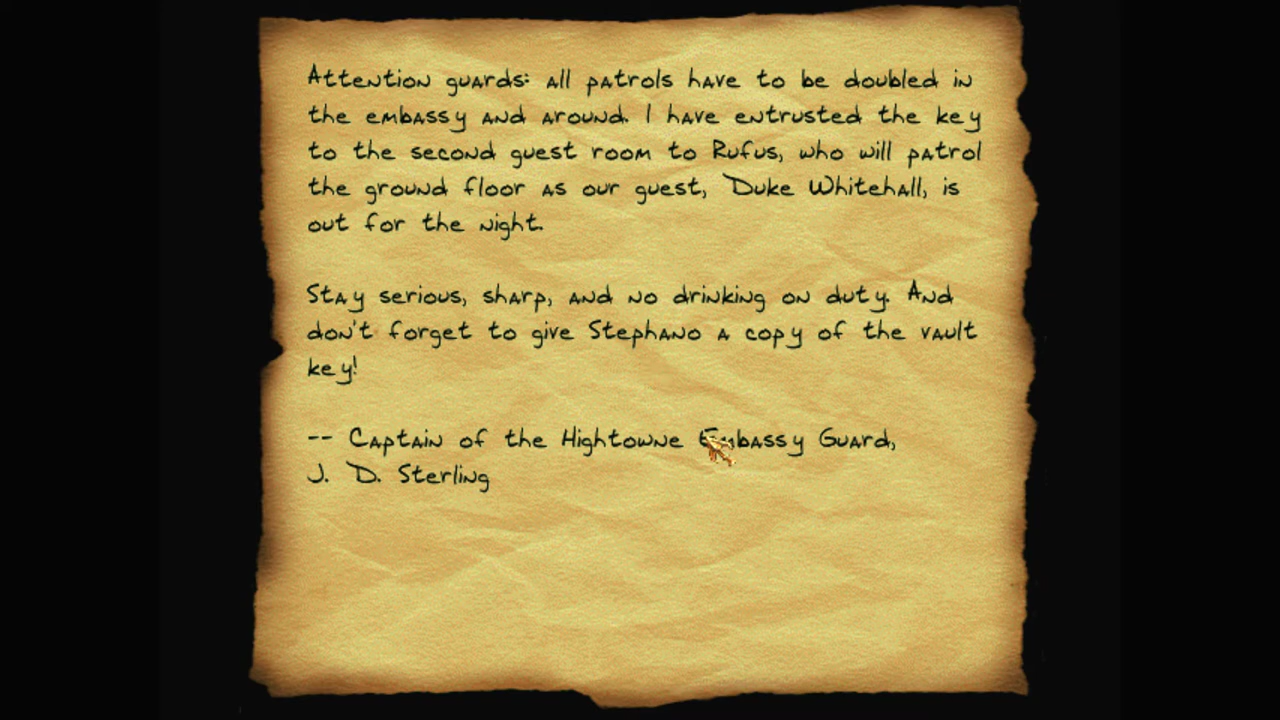 Attention guards: all patrols have to be doubled in
the embassy and around. I have entrusted the key
to the second guest room to Rufus, who will patrol
the ground floor as our guest, Duke Whitehall, is
out for the night.
Stay serious, sharp, and no drinking on duty. And
don't forget to give Stephano a copy of the vault
key!
-- Captain of the Hightowne Embassy Guard,
J. D. Sterling